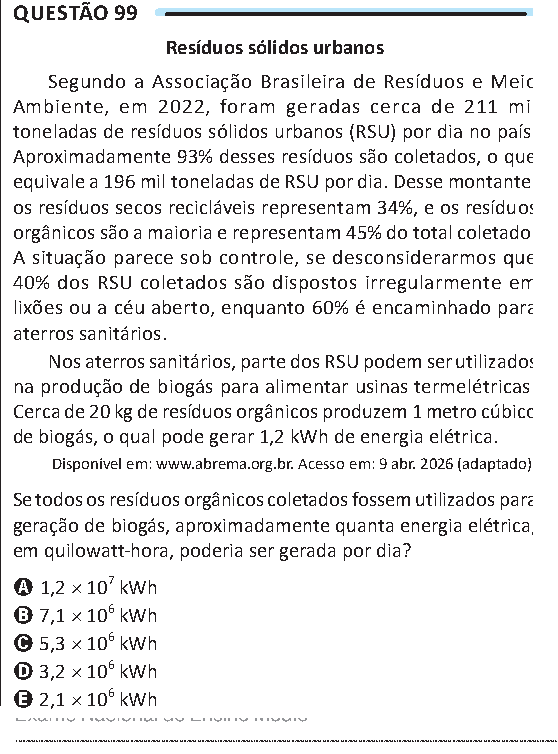 QUESTÃO 99
Resíduos sólidos urbanos
Segundo a Associação Brasileira de Resíduos e Meio
Ambiente, em 2022, foram geradas cerca de 211 mi
toneladas de resíduos sólidos urbanos (RSU) por dia no país
Aproximadamente 93% desses resíduos são coletados, o que
equivale a 196 mil toneladas de RSU por dia. Desse montante
os resíduos secos recicláveis representam 34%, e os resíduos
orgânicos são a maioria e representam 45% do total coletado
A situação parece sob controle, se desconsiderarmos que
40% dos RSU coletados são dispostos irregularmente em
lixões ou a céu aberto, enquanto 60% é encaminhado para
aterros sanitários.
Nos aterros sanitários, parte dos RSU podem ser utilizados
na produção de biogás para alimentar usinas termelétricas
Cerca de 20 kg de resíduos orgânicos produzem 1 metro cúbico
de biogás, o qual pode gerar 1,2 kWh de energia elétrica.
Disponível em: www.abrema.org.br. Acesso em: 9 abr. 2026 (adaptado)
Se todos os resíduos orgânicos coletados fossem utilizados para
geração de biogás, aproximadamente quanta energia elétrica,
em quilowatt-hora, poderia ser gerada por dia?
A 1,2 × 10⁷ kWh
B 7,1 × 10⁶ kWh
C 5,3 × 10⁶ kWh
D 3,2 × 10⁶ kWh
E 2,1 × 10⁶ kWh
Exame Nacional do Ensino Médio